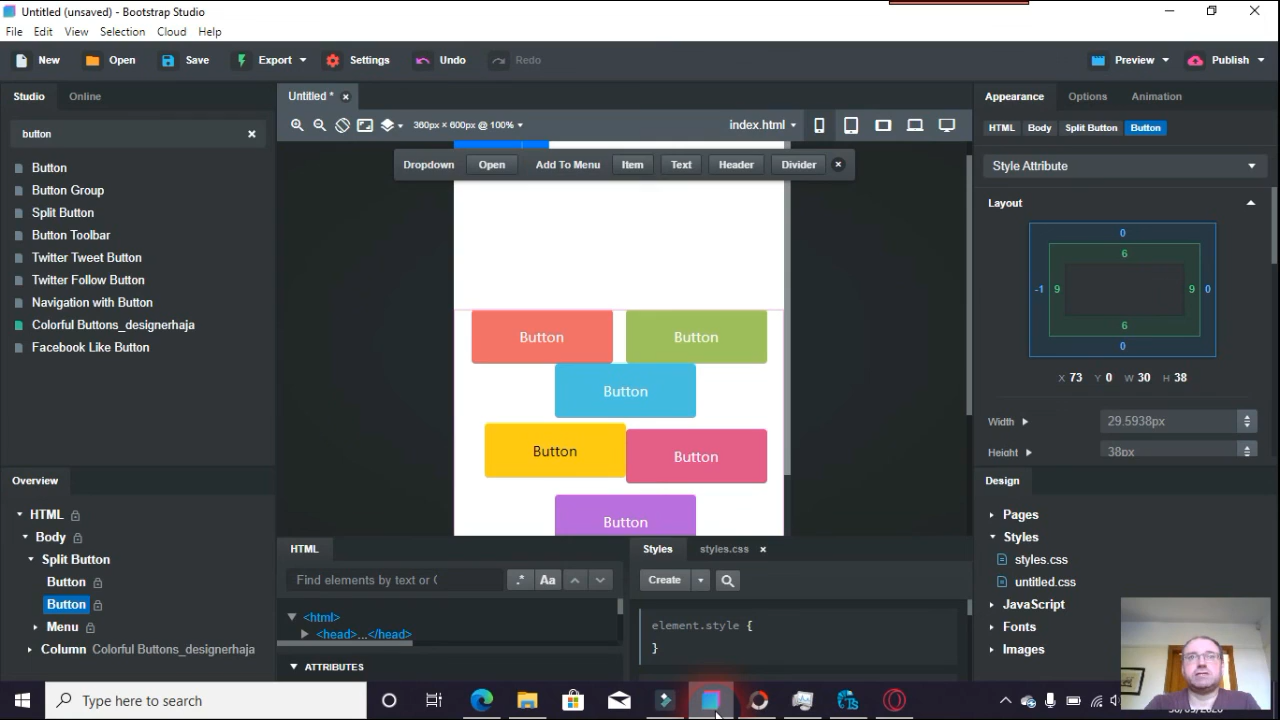 Untitled (unsaved) - Bootstrap Studio
File Edit View Selection Cloud Help
New Open Save Export Settings Undo Redo Preview Publish
Studio Online
Untitled *
Appearance Options Animation
button
360px × 600px @ 100%
index.html
HTML Body Split Button Button
Dropdown Open Add To Menu Item Text Header Divider
Style Attribute
Button
Button Group
Split Button
Button Toolbar
Twitter Tweet Button
Twitter Follow Button
Navigation with Button
Colorful Buttons_designerhaja
Facebook Like Button
Button Button
Button
Button Button
Button
Layout
0
6
-1 9 9 0
6
0
X 73 Y 0 W 30 H 38
Width 29.5938px
Height 38px
Overview
HTML
Body
Split Button
Button
Button
Menu
Column Colorful Buttons_designerhaja
HTML
Find elements by text or (
.* Aa
<html>
<head>...</head>
ATTRIBUTES
Styles styles.css
Create
element.style {
}
Design
Pages
Styles
styles.css
untitled.css
JavaScript
Fonts
Images
Type here to search